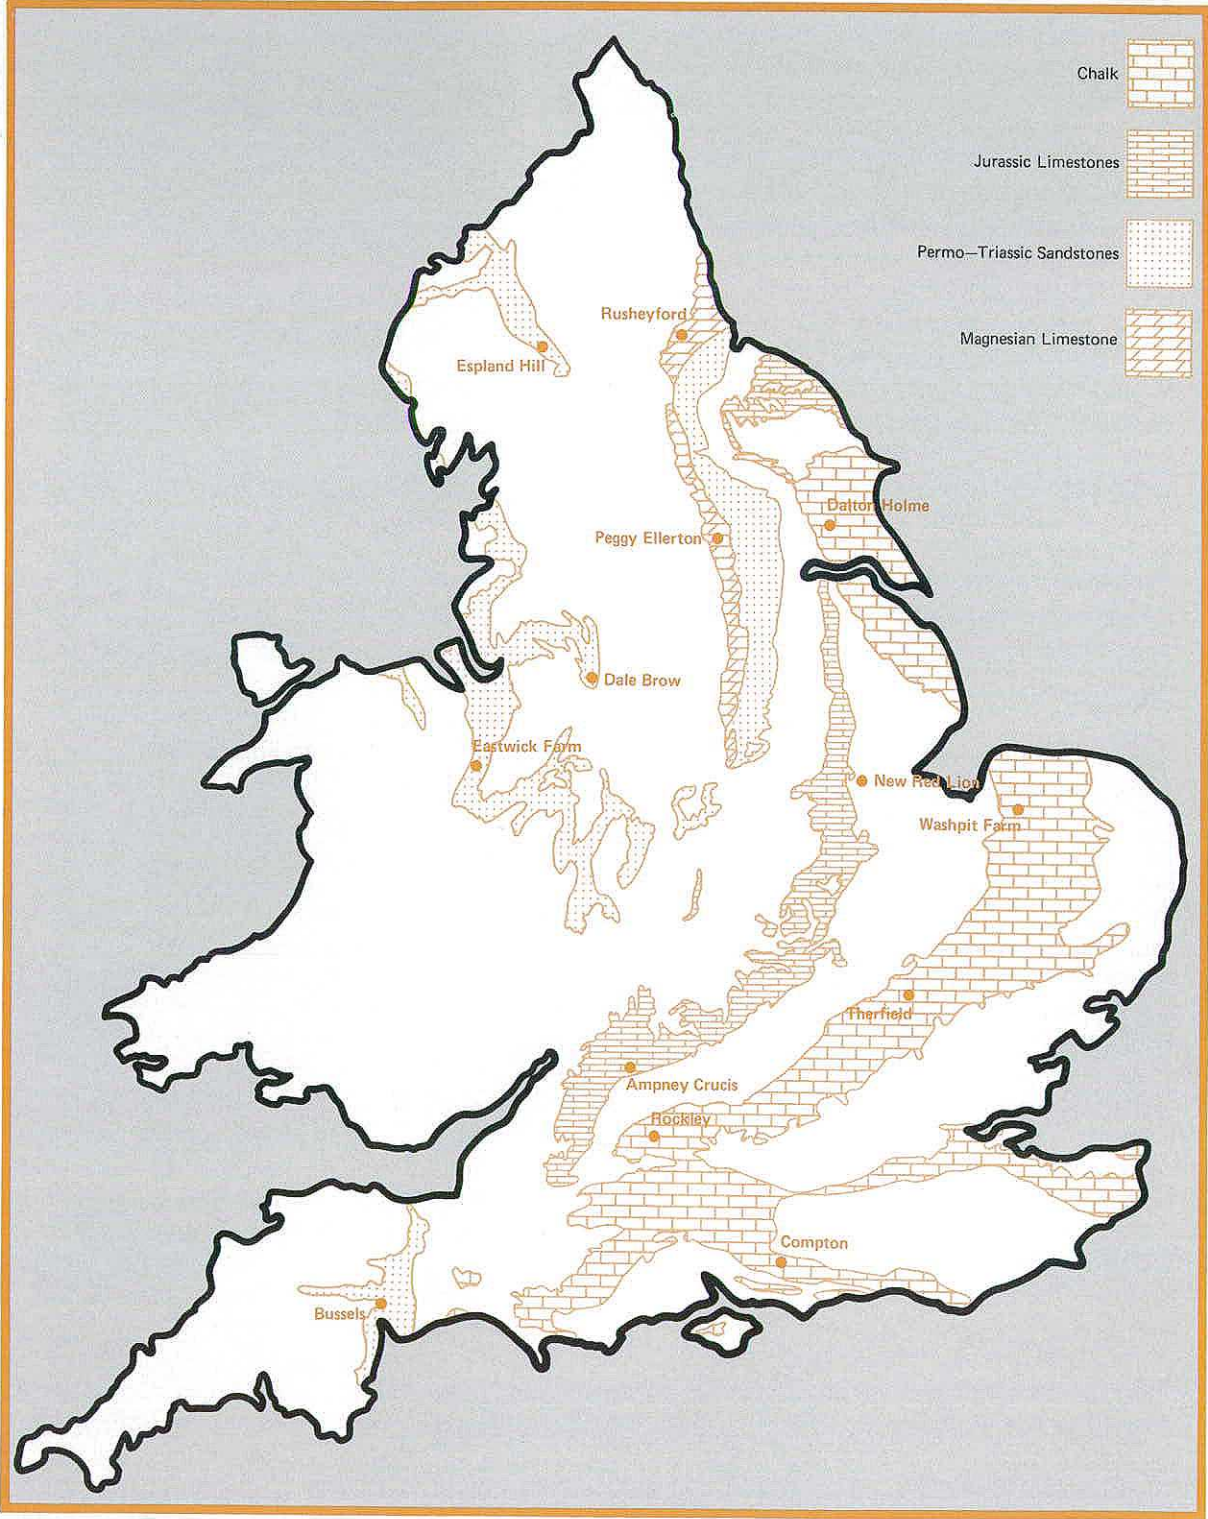 Chalk
Jurassic Limestones
Permo—Triassic Sandstones
Rusheyford
Magnesian Limestone
Espland Hill
Dalton Holme
Peggy Ellerton
Dale Brow
Eastwick Farm
New Red Lion
Washpit Farm
Therfield
Ampney Crucis
Rockley
Compton
Bussels